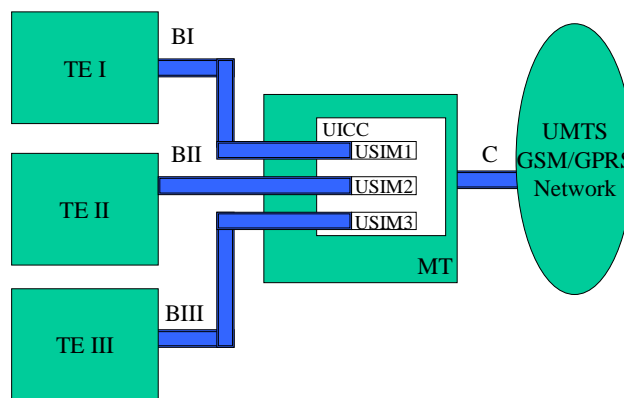 BI
TE I
UICC
USIM1
BII
USIM2
TE II
USIM3
MT
C
UMTS
GSM/GPRS
Network
BIII
TE III